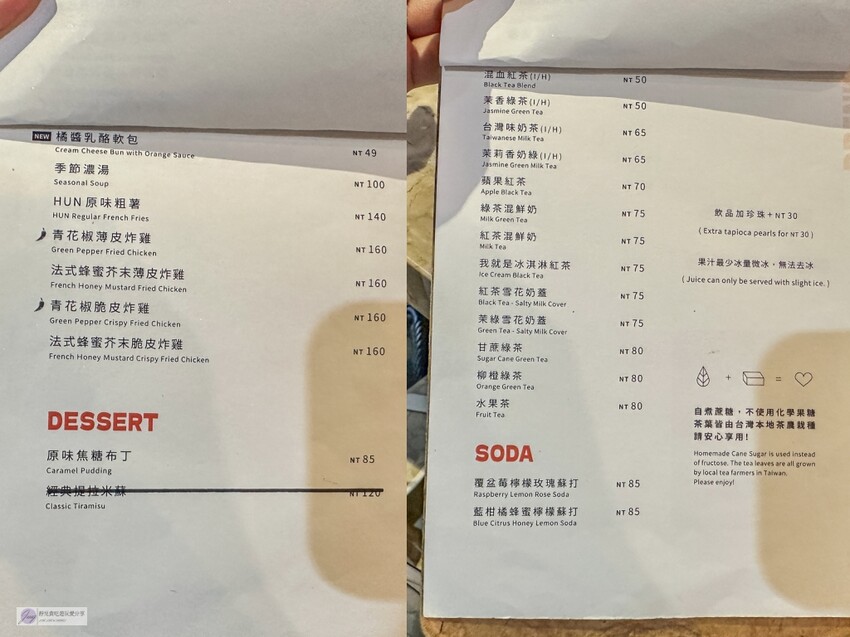 NEW 橘醬乳酪軟包
Cream Cheese Bun with Orange Sauce NT 49
季節濃湯
Seasonal Soup NT 100
HUN 原味粗薯
HUN Regular French Fries NT 140
青花椒薄皮炸雞
Green Pepper Fried Chicken NT 160
法式蜂蜜芥末薄皮炸雞
French Honey Mustard Fried Chicken NT 160
青花椒脆皮炸雞
Green Pepper Crispy Fried Chicken NT 160
法式蜂蜜芥末脆皮炸雞
French Honey Mustard Crispy Fried Chicken NT 160
DESSERT
原味焦糖布丁
Caramel Pudding NT 85
經典提拉米蘇 NT 120
Classic Tiramisu
混血紅茶(I/H) NT 50
Black Tea Blend
茉香綠茶(I/H) NT 50
Jasmine Green Tea
台灣味奶茶(I/H) NT 65
Taiwanese Milk Tea
茉莉香奶綠(I/H) NT 65
Jasmine Green Milk Tea
蘋果紅茶 NT 70
Apple Black Tea
綠茶混鮮奶 NT 75
Milk Green Tea
紅茶混鮮奶 NT 75
Milk Tea
我就是冰淇淋紅茶 NT 75
Ice Cream Black Tea
紅茶雪花奶蓋 NT 75
Black Tea - Salty Milk Cover
茉綠雪花奶蓋 NT 75
Green Tea - Salty Milk Cover
甘蔗綠茶 NT 80
Sugar Cane Green Tea
柳橙綠茶 NT 80
Orange Green Tea
水果茶 NT 80
Fruit Tea
SODA
覆盆莓檸檬玫瑰蘇打 NT 85
Raspberry Lemon Rose Soda
藍柑橘蜂蜜檸檬蘇打 NT 85
Blue Citrus Honey Lemon Soda
飲品加珍珠+NT 30
( Extra tapioca pearls for NT 30 )
果汁最少冰量微冰，無法去冰
( Juice can only be served with slight ice. )
+ =
自煮蔗糖，不使用化學果糖
茶葉皆由台灣本地茶農栽種
請安心享用!
Homemade Cane Sugar is used instead
of fructose. The tea leaves are all grown
by local tea farmers in Taiwan.
Please enjoy!